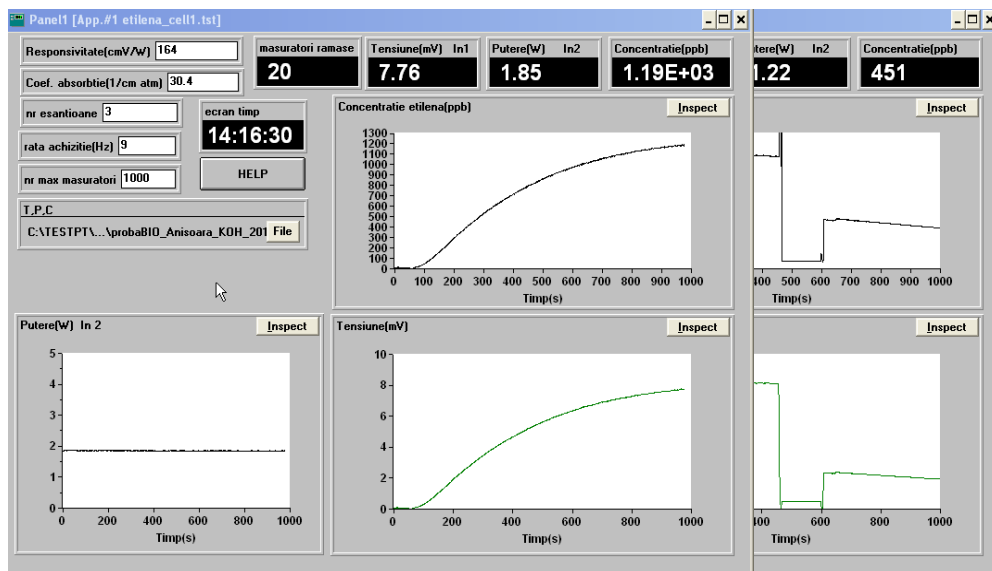 Panel1 [App.#1 etilena_cell1.tst]
Responsivitate(cmV/W) 164
Coef. absorbtie(1/cm atm) 30.4
masuratori ramase
20
Tensiune(mV) In1
7.76
Putere(W) In2
1.85
Concentratie(ppb)
1.19E+03
tere(W) In2
1.22
Concentratie(ppb)
451
nr esantioane 3
rata achizitie(Hz) 9
nr max masuratori 1000
ecran timp
14:16:30
HELP
T,P,C
C:\TESTPT\...\probaBIO_Anisoara_KOH_201 File
Concentratie etilena(ppb) Inspect
1300
1200
1100
1000
900
800
700
600
500
400
300
200
100
0
0 100 200 300 400 500 600 700 800 900 1000
Timp(s)
Inspect
400 500 600 700 800 900 1000
Timp(s)
Putere(W) In 2 Inspect
5
4
3
2
1
0
0 200 400 600 800 1000
Timp(s)
Tensiune(mV) Inspect
10
8
6
4
2
0
0 200 400 600 800 1000
Timp(s)
Inspect
400 600 800 1000
Timp(s)